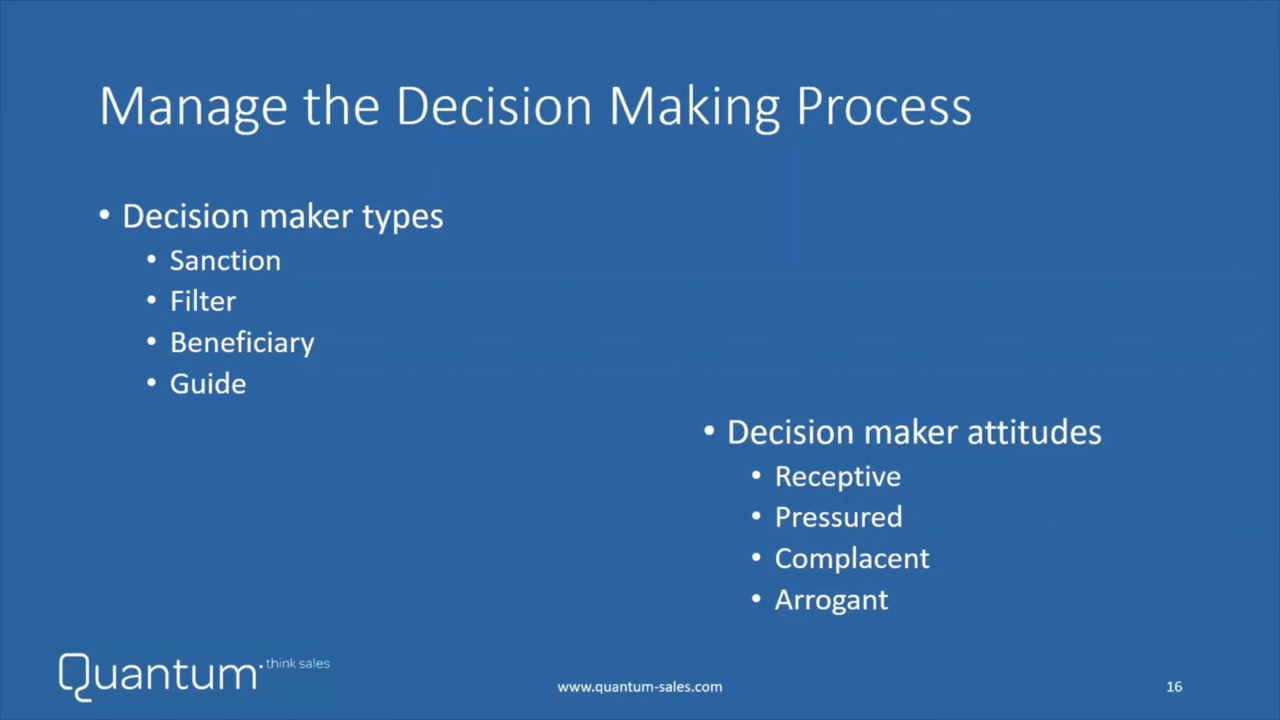 Manage the Decision Making Process
• Decision maker types
• Sanction
• Filter
• Beneficiary
• Guide
• Decision maker attitudes
• Receptive
• Pressured
• Complacent
• Arrogant
Quantum think sales
www.quantum-sales.com
16